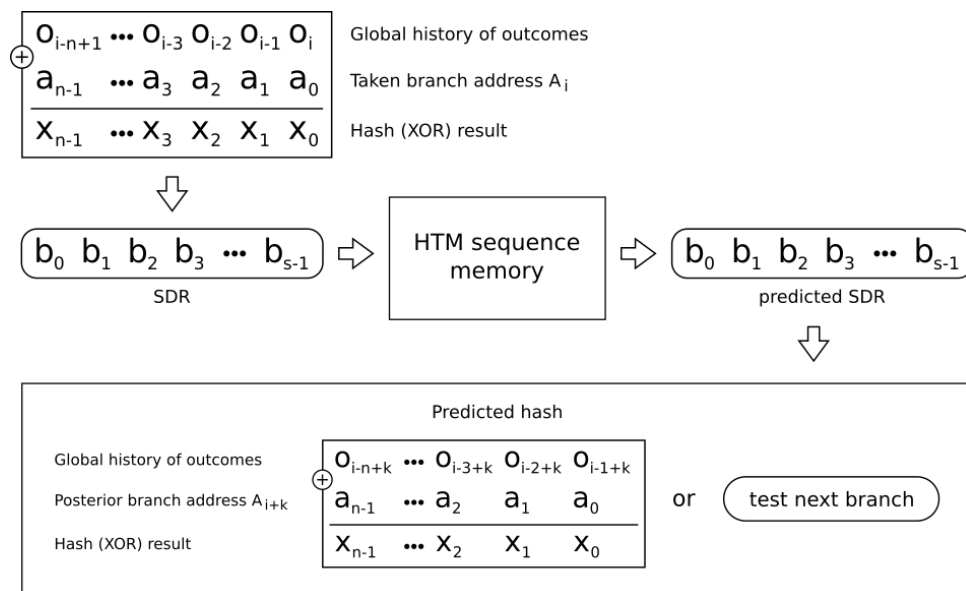 o_{i-n+1} ••• o_{i-3} o_{i-2} o_{i-1} o_i Global history of outcomes
⊕
a_{n-1} ••• a_3 a_2 a_1 a_0 Taken branch address A_i
x_{n-1} ••• x_3 x_2 x_1 x_0 Hash (XOR) result
b_0 b_1 b_2 b_3 ••• b_{s-1}
SDR
HTM sequence
memory
b_0 b_1 b_2 b_3 ••• b_{s-1}
predicted SDR
Predicted hash
Global history of outcomes o_{i-n+k} ••• o_{i-3+k} o_{i-2+k} o_{i-1+k}
⊕
Posterior branch address A_{i+k} a_{n-1} ••• a_2 a_1 a_0 or test next branch
Hash (XOR) result x_{n-1} ••• x_2 x_1 x_0